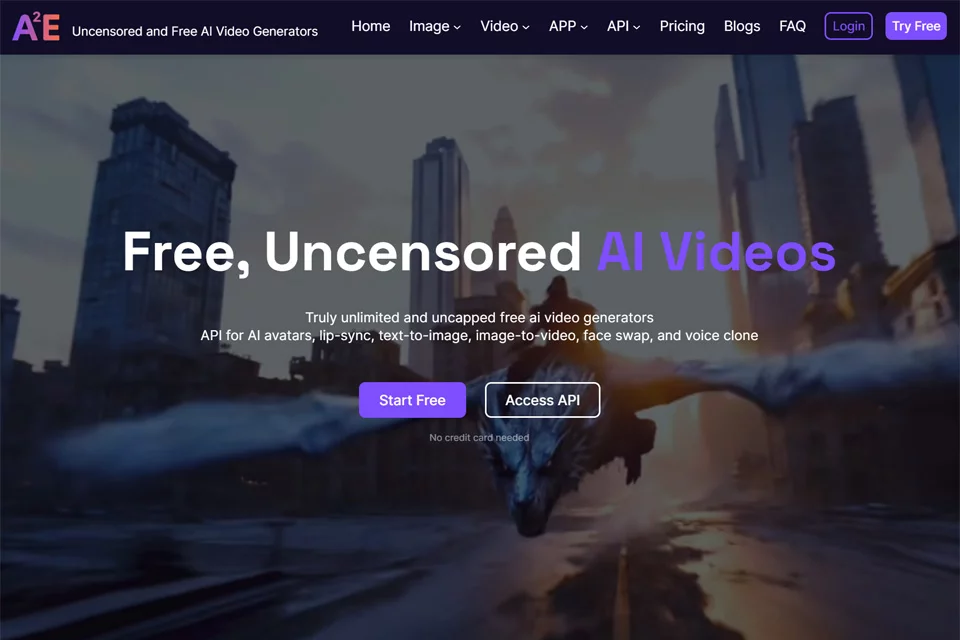 A2E
Uncensored and Free AI Video Generators
Home
Image
Video
APP
API
Pricing
Blogs
FAQ
Login
Try Free
Free, Uncensored AI Videos
Truly unlimited and uncapped free ai video generators
API for AI avatars, lip-sync, text-to-image, image-to-video, face swap, and voice clone
Start Free
Access API
No credit card needed